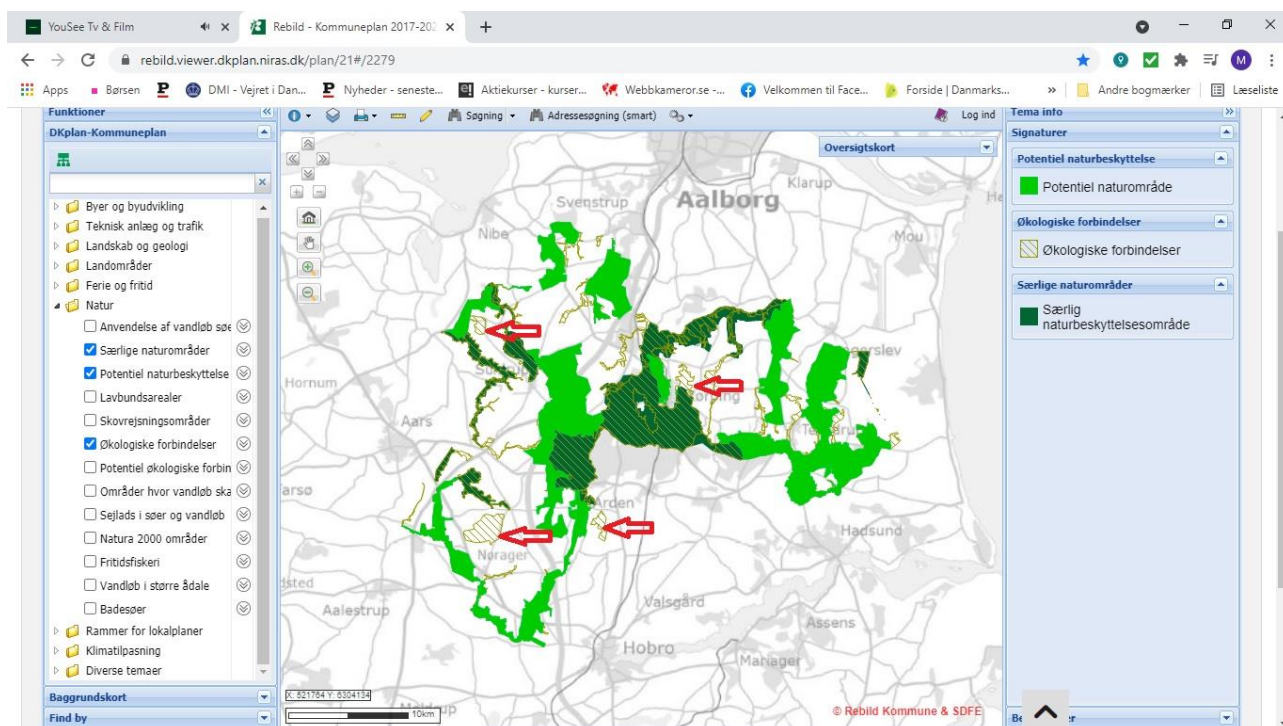 YouSee Tv & Film
Rebild - Kommuneplan 2017-202
rebild.viewer.dkplan.niras.dk/plan/21#/2279
M
Apps
Børsen
DMI - Vejret i Dan...
Nyheder - seneste...
Aktiekurser - kurser...
Webbkameror.se -...
Velkommen til Face...
Forside | Danmarks...
»
Andre bogmærker
Læseliste
Funktioner
DKplan-Kommuneplan
Byer og byudvikling
Teknisk anlæg og trafik
Landskab og geologi
Landområder
Ferie og fritid
Natur
Anvendelse af vandløb søe
Særlige naturområder
Potentiel naturbeskyttelse
Lavbundsarealer
Skovrejsningsområder
Økologiske forbindelser
Potentiel økologiske forbin
Områder hvor vandløb ska
Sejlads i søer og vandløb
Natura 2000 områder
Fritidsfiskeri
Vandløb i større ådale
Badesøer
Rammer for lokalplaner
Klimatilpasning
Diverse temaer
Baggrundskort
Find by
Søgning
Adressesøgning (smart)
Log ind
Oversigtskort
Aalborg
Klarup
Svenstrup
Nibe
Mou
Hornum
Aars
Arden
Hadsund
Nørager
Aalestrup
Valsgård
Assens
Hobro
Mariager
X: 521764 Y: 6304134
10km
© Rebild Kommune & SDFE
Tema info
Signaturer
Potentiel naturbeskyttelse
Potentiel naturområde
Økologiske forbindelser
Økologiske forbindelser
Særlige naturområder
Særlig
naturbeskyttelsesområde